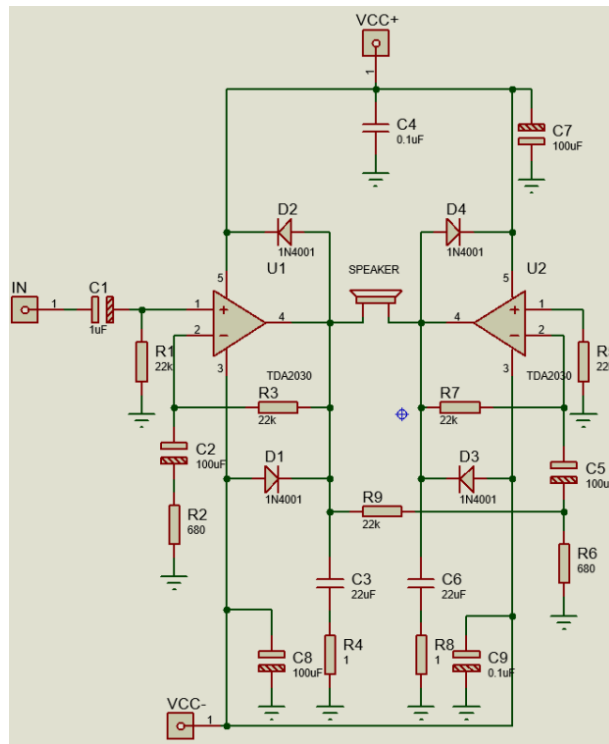 VCC+
1
C4
0.1uF
C7
100uF
D2
1N4001
D4
1N4001
U1
U2
SPEAKER
IN
1
C1
1uF
5
1
2
4
3
TDA2030
5
1
2
4
3
TDA2030
R1
22k
R3
22k
R7
22k
C2
100uF
D1
1N4001
D3
1N4001
C5
100u
R9
22k
R2
680
R6
680
C3
22uF
C6
22uF
R4
1
R8
1
C8
100uF
C9
0.1uF
VCC-
1